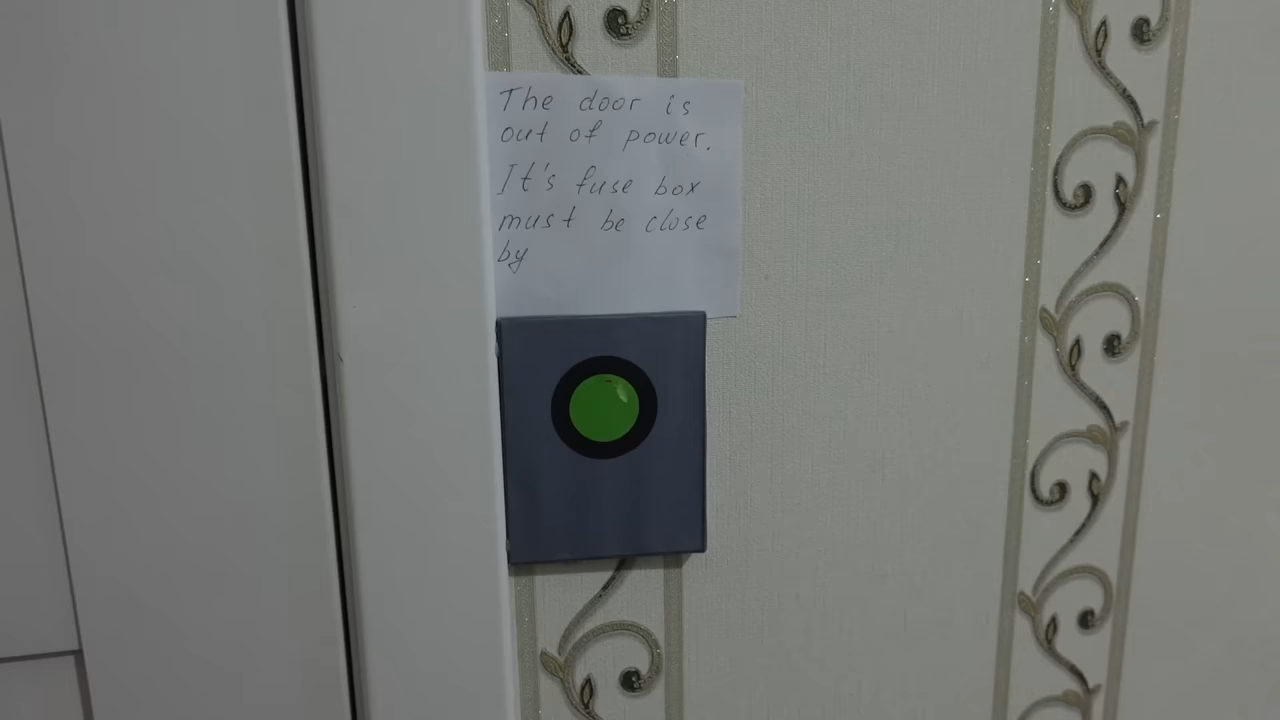 The door is
out of power.
It's fuse box
must be close
by